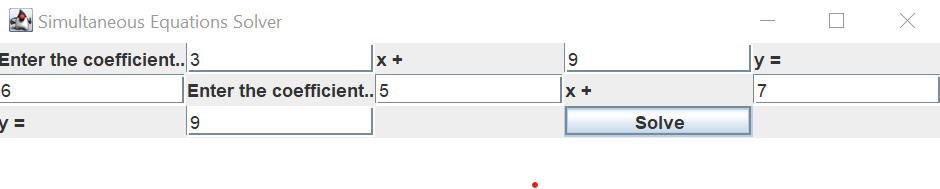 Simultaneous Equations Solver
Enter the coefficient.. 3 x + 9 y =
6 Enter the coefficient.. 5 x + 7
y = 9 Solve